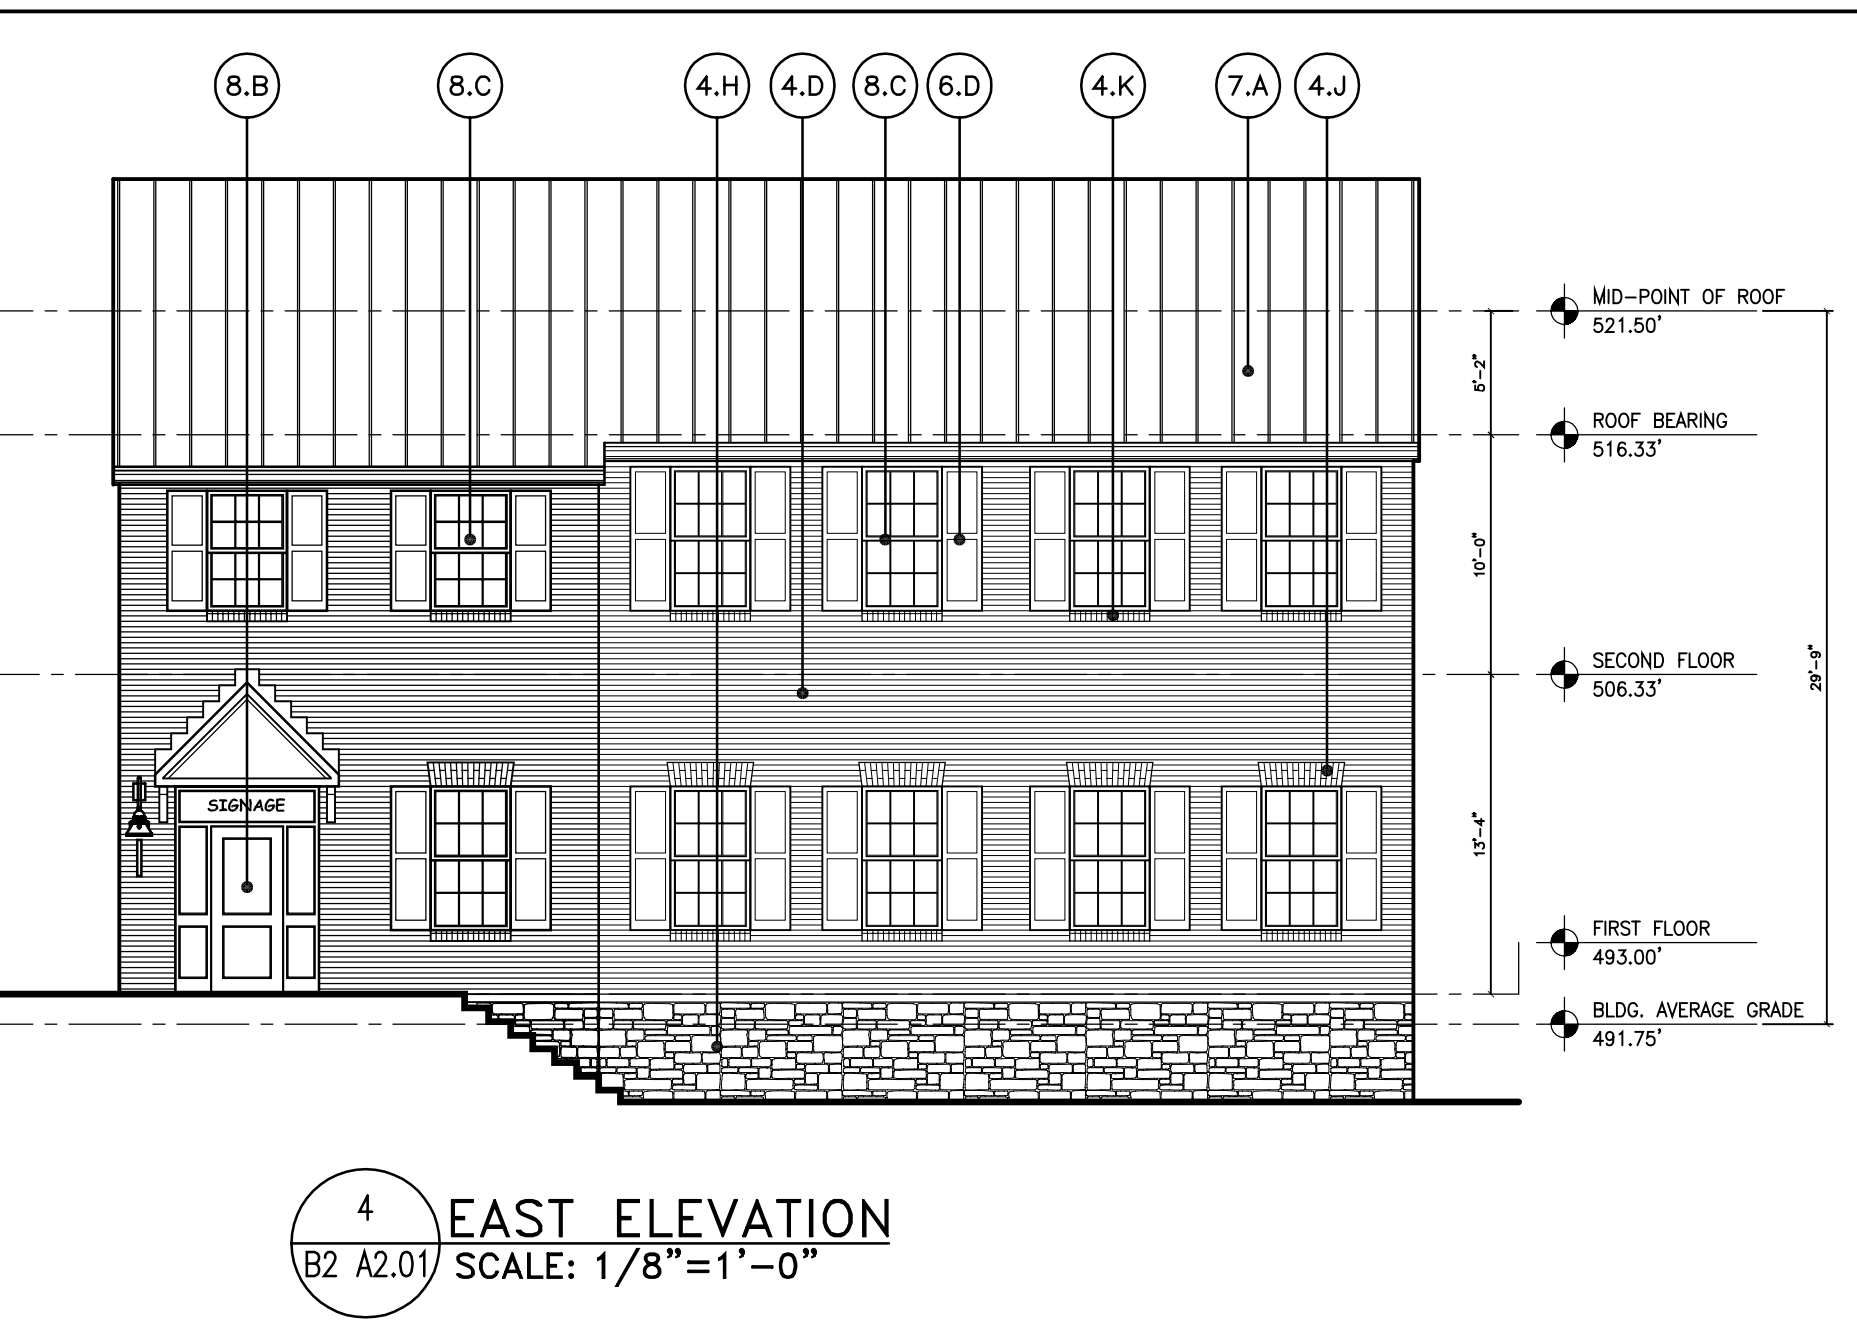 8.B
8.C
4.H
4.D
8.C
6.D
4.K
7.A
4.J
MID-POINT OF ROOF
521.50'
5'-2"
ROOF BEARING
516.33'
10'-0"
SECOND FLOOR
506.33'
29'-9"
SIGNAGE
13'-4"
FIRST FLOOR
493.00'
BLDG. AVERAGE GRADE
491.75'
4
EAST ELEVATION
B2 A2.01
SCALE: 1/8"=1'-0"